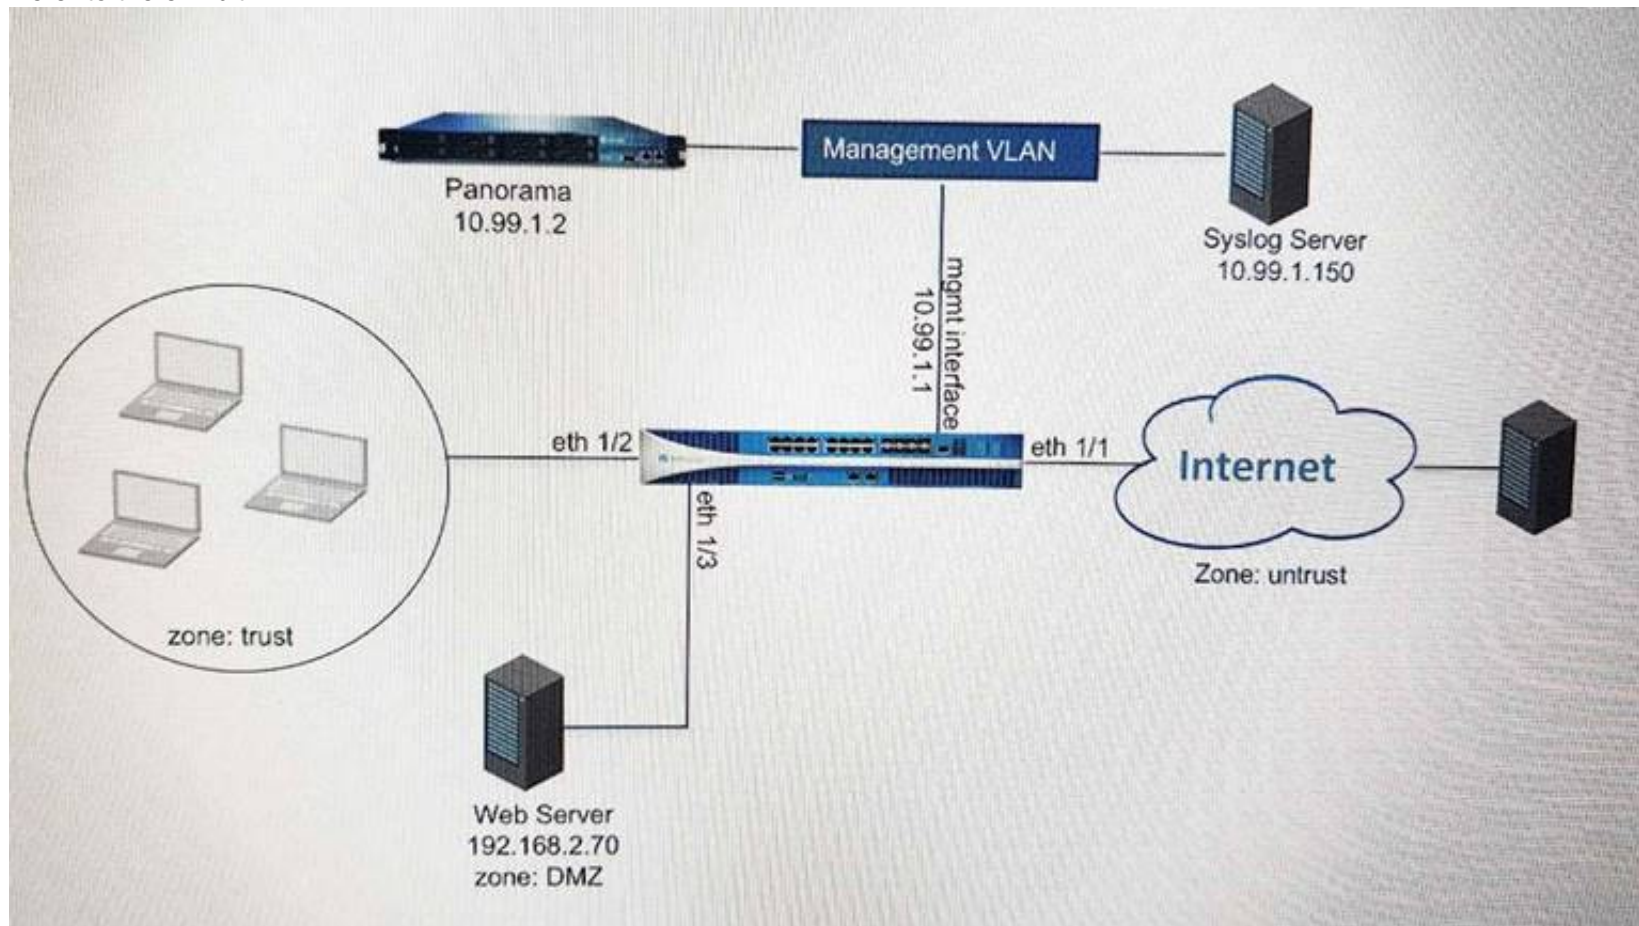 Management VLAN
Panorama
10.99.1.2
Syslog Server
10.99.1.150
mgmt interface
10.99.1.1
eth 1/2
eth 1/1
Internet
eth 1/3
Zone: untrust
zone: trust
Web Server
192.168.2.70
zone: DMZ